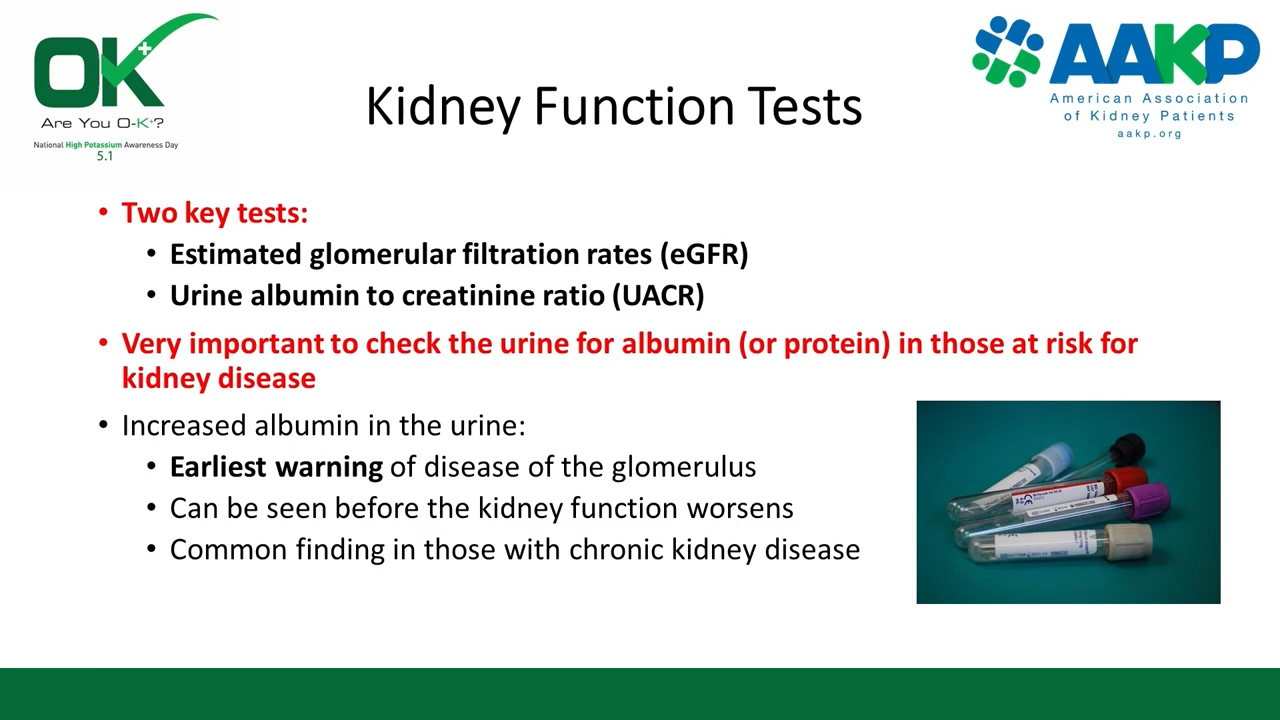 OK+
Are You O-K+?
National High Potassium Awareness Day
5.1
AAKP
American Association
of Kidney Patients
aakp.org
Kidney Function Tests
• Two key tests:
• Estimated glomerular filtration rates (eGFR)
• Urine albumin to creatinine ratio (UACR)
• Very important to check the urine for albumin (or protein) in those at risk for
kidney disease
• Increased albumin in the urine:
• Earliest warning of disease of the glomerulus
• Can be seen before the kidney function worsens
• Common finding in those with chronic kidney disease